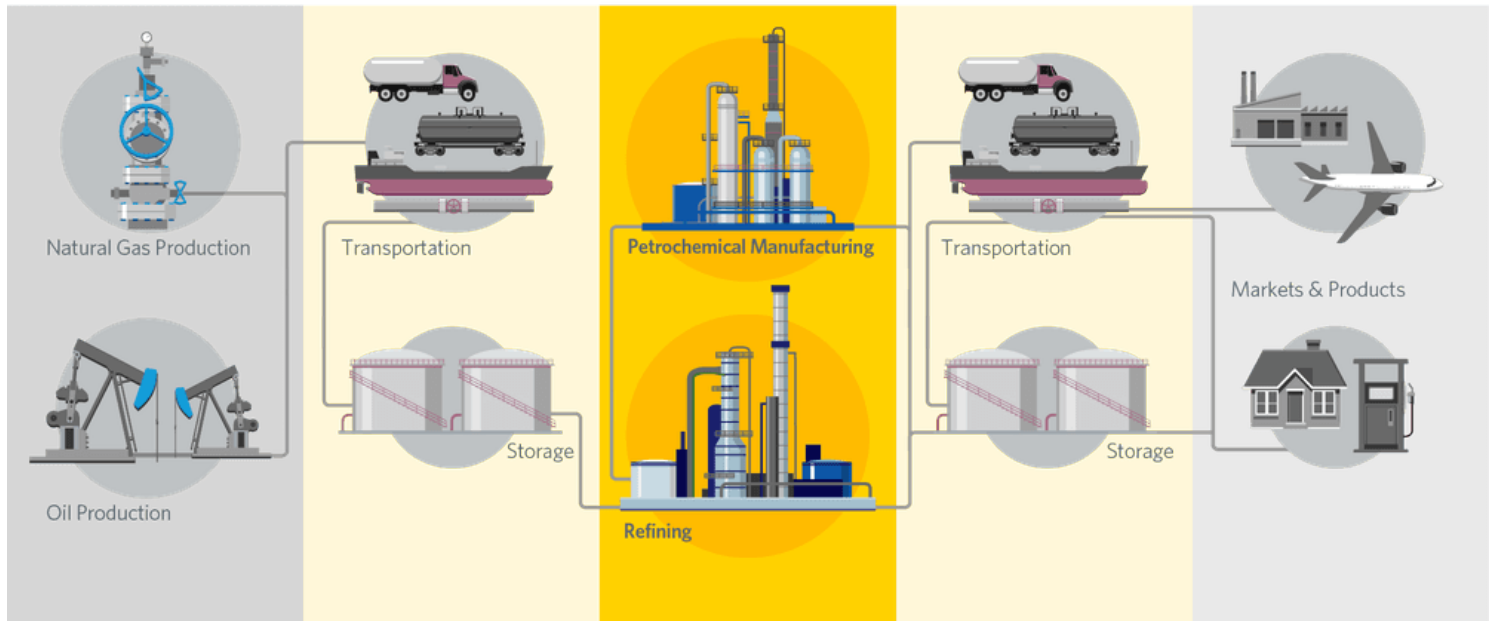 Natural Gas Production
Transportation
Petrochemical Manufacturing
Transportation
Markets & Products
Storage
Storage
Oil Production
Refining